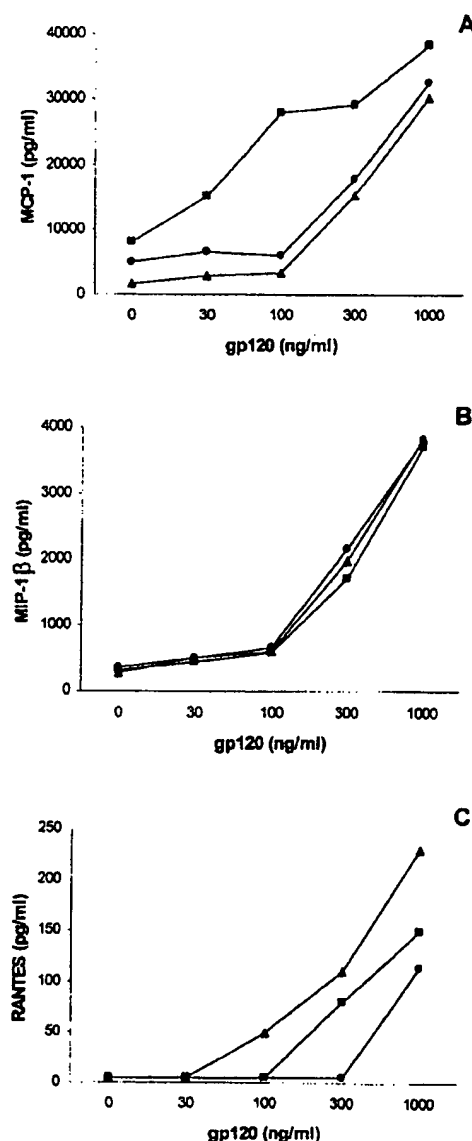 A
40000
30000
20000
10000
0
MCP-1 (pg/ml)
0 30 100 300 1000
gp120 (ng/ml)
B
4000
3000
2000
1000
0
MIP-1β (pg/ml)
0 30 100 300 1000
gp120 (ng/ml)
C
250
200
150
100
50
0
RANTES (pg/ml)
0 30 100 300 1000
gp120 (ng/ml)